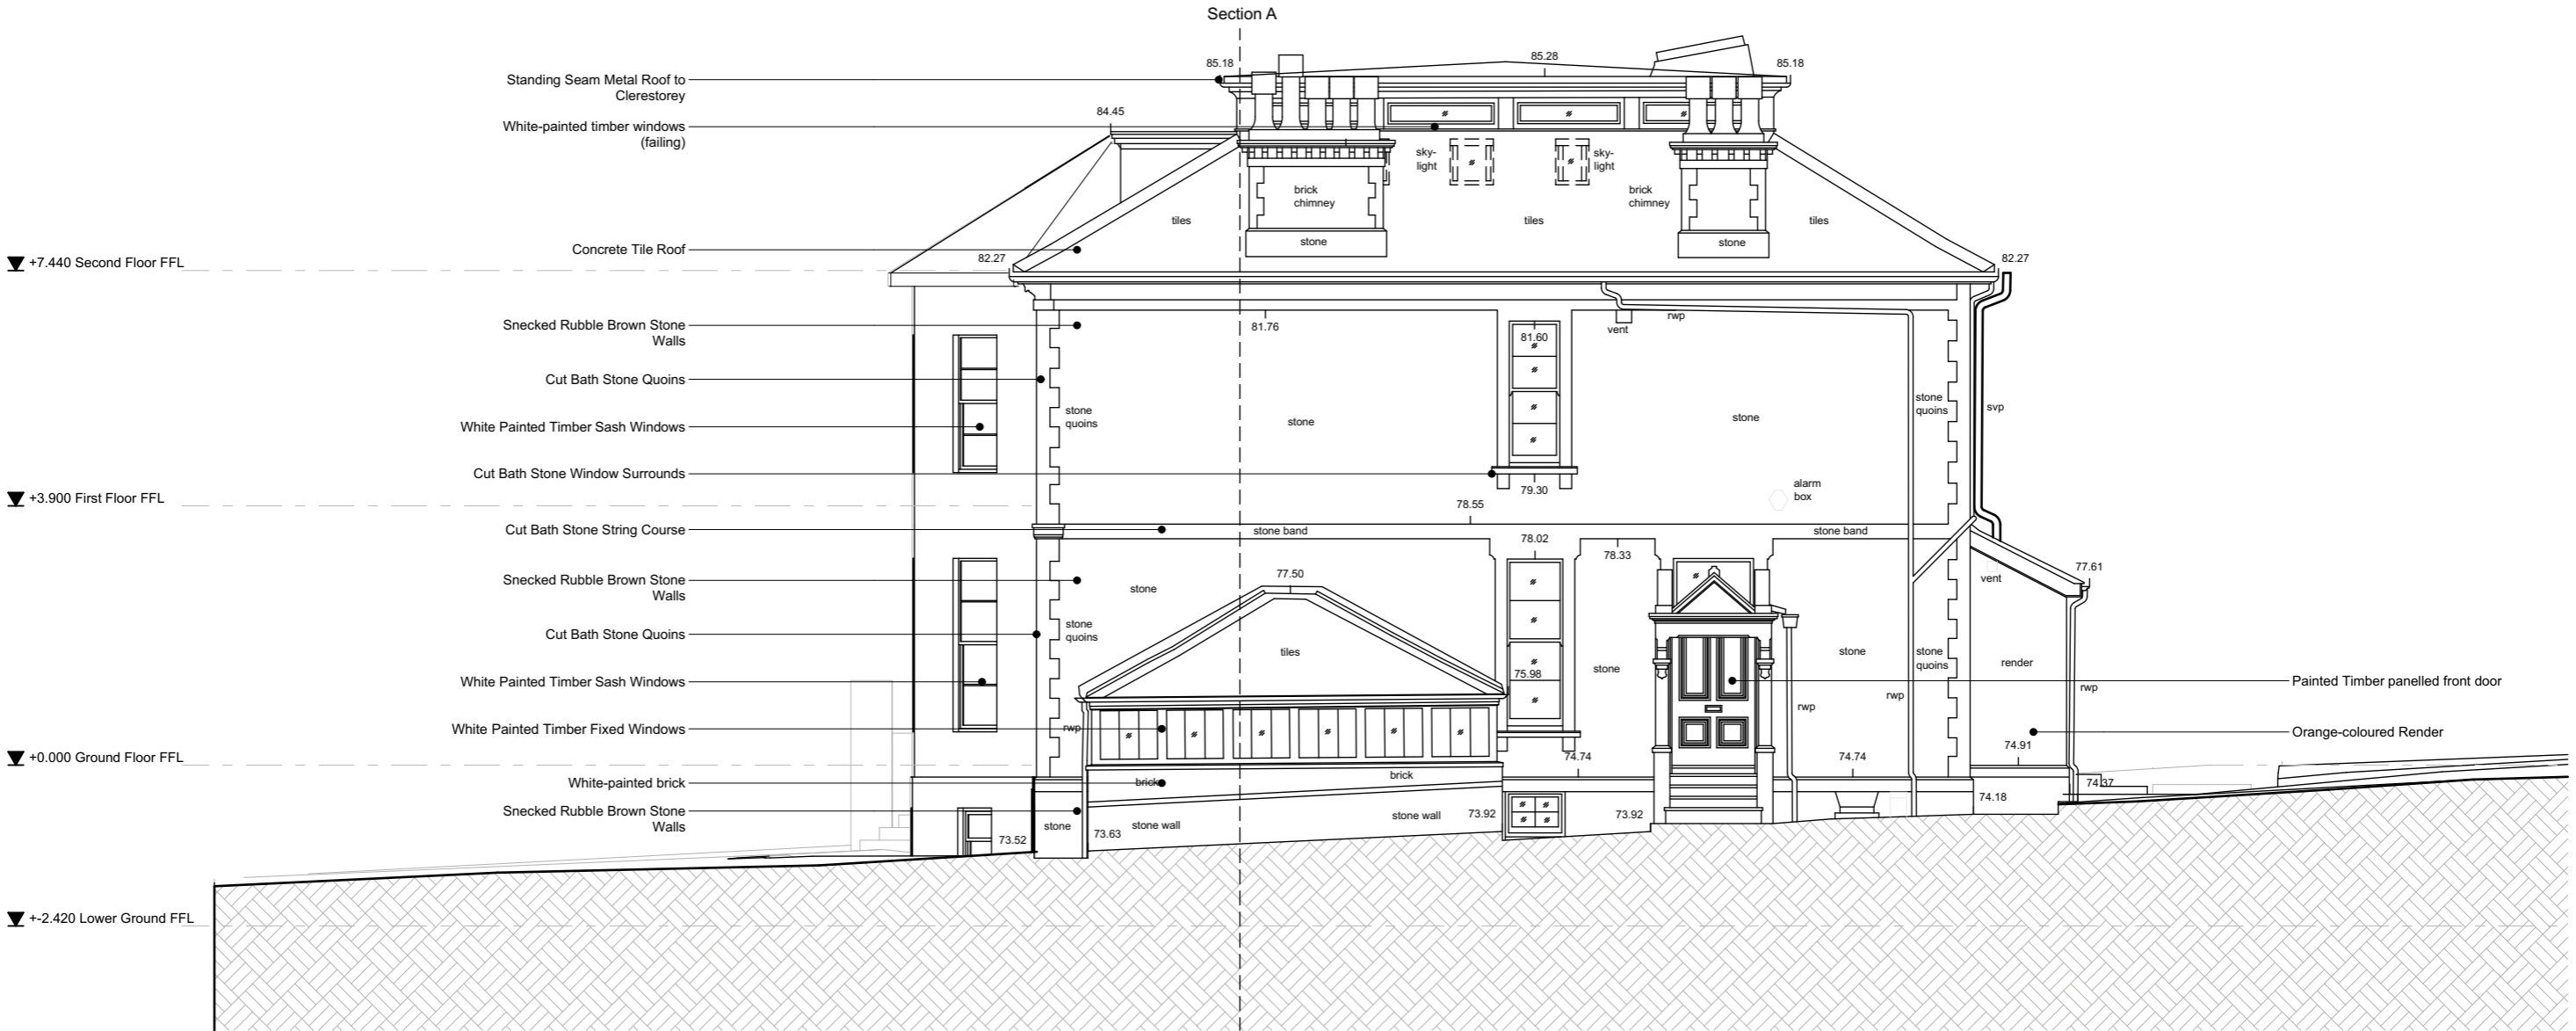 Section A
85.18
85.28
85.18
Standing Seam Metal Roof to
Clerestorey
84.45
White-painted timber windows
(failing)
sky-
light
sky-
light
brick
chimney
brick
chimney
tiles
tiles
tiles
stone
stone
Concrete Tile Roof
82.27
82.27
+7.440 Second Floor FFL
Snecked Rubble Brown Stone
Walls
81.76
81.60
vent
rwp
Cut Bath Stone Quoins
stone
quoins
stone
quoins
svp
stone
stone
White Painted Timber Sash Windows
Cut Bath Stone Window Surrounds
79.30
alarm
box
+3.900 First Floor FFL
78.55
Cut Bath Stone String Course
stone band
stone band
78.02
78.33
77.50
77.61
vent
Snecked Rubble Brown Stone
Walls
stone
stone
quoins
Cut Bath Stone Quoins
tiles
stone
75.98
stone
stone
quoins
render
White Painted Timber Sash Windows
Painted Timber panelled front door
rwp
rwp
rwp
rwp
White Painted Timber Fixed Windows
Orange-coloured Render
74.91
74.74
74.74
+0.000 Ground Floor FFL
White-painted brick
brick
brick
74.37
74.18
Snecked Rubble Brown Stone
Walls
73.52
stone
73.63
stone wall
stone wall
73.92
73.92
+-2.420 Lower Ground FFL